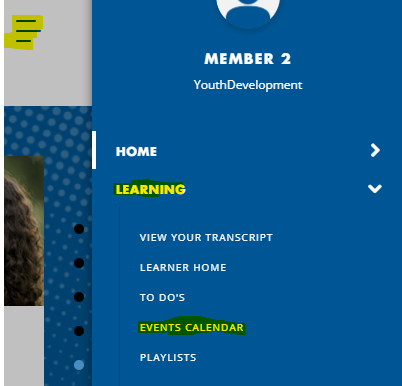 MEMBER 2
YouthDevelopment
HOME
LEARNING
VIEW YOUR TRANSCRIPT
LEARNER HOME
TO DO'S
EVENTS CALENDAR
PLAYLISTS